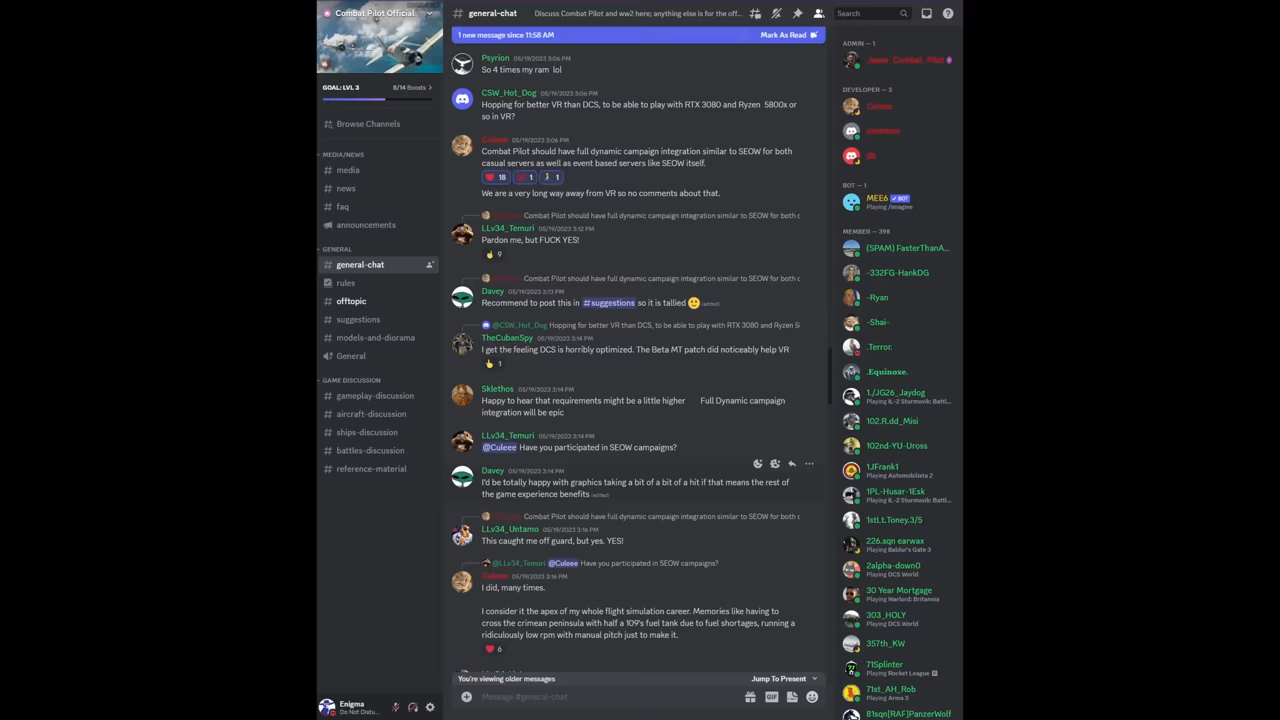 Combat Pilot Official
GOAL: LVL 3
8/14 Boosts
Browse Channels
MEDIA/NEWS
# media
# news
# faq
# announcements
GENERAL
# general-chat
# rules
# offtopic
# suggestions
# models-and-diorama
General
GAME DISCUSSION
# gameplay-discussion
# aircraft-discussion
# ships-discussion
# battles-discussion
# reference-material
Enigma
Do Not Distu...
# general-chat
Discuss Combat Pilot and ww2 here; anything else is for the off...
Search
1 new message since 11:58 AM
Mark As Read
Psyrion 05/19/2023 3:06 PM
So 4 times my ram lol
CSW_Hot_Dog 05/19/2023 3:06 PM
Hopping for better VR than DCS, to be able to play with RTX 3080 and Ryzen 5800x or
so in VR?
Culeee 05/19/2023 3:06 PM
Combat Pilot should have full dynamic campaign integration similar to SEOW for both
casual servers as well as event based servers like SEOW itself.
18 1 1
We are a very long way away from VR so no comments about that.
Combat Pilot should have full dynamic campaign integration similar to SEOW for both c
LLv34_Temuri 05/19/2023 3:12 PM
Pardon me, but FUCK YES!
9
Combat Pilot should have full dynamic campaign integration similar to SEOW for both c
Davey 05/19/2023 3:13 PM
Recommend to post this in #suggestions so it is tallied (edited)
@CSW_Hot_Dog Hopping for better VR than DCS, to be able to play with RTX 3080 and Ryzen 58
TheCubanSpy 05/19/2023 3:14 PM
I get the feeling DCS is horribly optimized. The Beta MT patch did noticeably help VR
1
Sklethos 05/19/2023 3:14 PM
Happy to hear that requirements might be a little higher Full Dynamic campaign
integration will be epic
LLv34_Temuri 05/19/2023 3:14 PM
@Culeee Have you participated in SEOW campaigns?
Davey 05/19/2023 3:14 PM
I'd be totally happy with graphics taking a bit of a bit of a hit if that means the rest of
the game experience benefits (edited)
Combat Pilot should have full dynamic campaign integration similar to SEOW for both c
LLv34_Untamo 05/19/2023 3:16 PM
This caught me off guard, but yes. YES!
@LLv34_Temuri @Culeee Have you participated in SEOW campaigns?
Culeee 05/19/2023 3:16 PM
I did, many times.
I consider it the apex of my whole flight simulation career. Memories like having to
cross the crimean peninsula with half a 109's fuel tank due to fuel shortages, running a
ridiculously low rpm with manual pitch just to make it.
6
You're viewing older messages
Jump To Present
Message #general-chat
GIF
ADMIN — 1
DEVELOPER — 3
Culeee
BOT — 1
MEE6 BOT
Playing /imagine
MEMBER — 398
(SPAM) FasterThanA...
-332FG-HankDG
-Ryan
-Shai-
.Terror.
.Equinoxe.
1./JG26_Jaydog
Playing IL-2 Sturmovik: Battl...
102.R.dd_Misi
102nd-YU-Uross
1JFrank1
Playing Automobilista 2
1PL-Husar-1Esk
Playing IL-2 Sturmovik: Battl...
1stLt.Toney.3/5
226.sqn earwax
Playing Baldur's Gate 3
2alpha-down0
Playing DCS World
30 Year Mortgage
Playing Warlord: Britannia
303_HOLY
Playing DCS World
357th_KW
71Splinter
Playing Rocket League
71st_AH_Rob
Playing Arma 3
81sqn[RAF]PanzerWolf